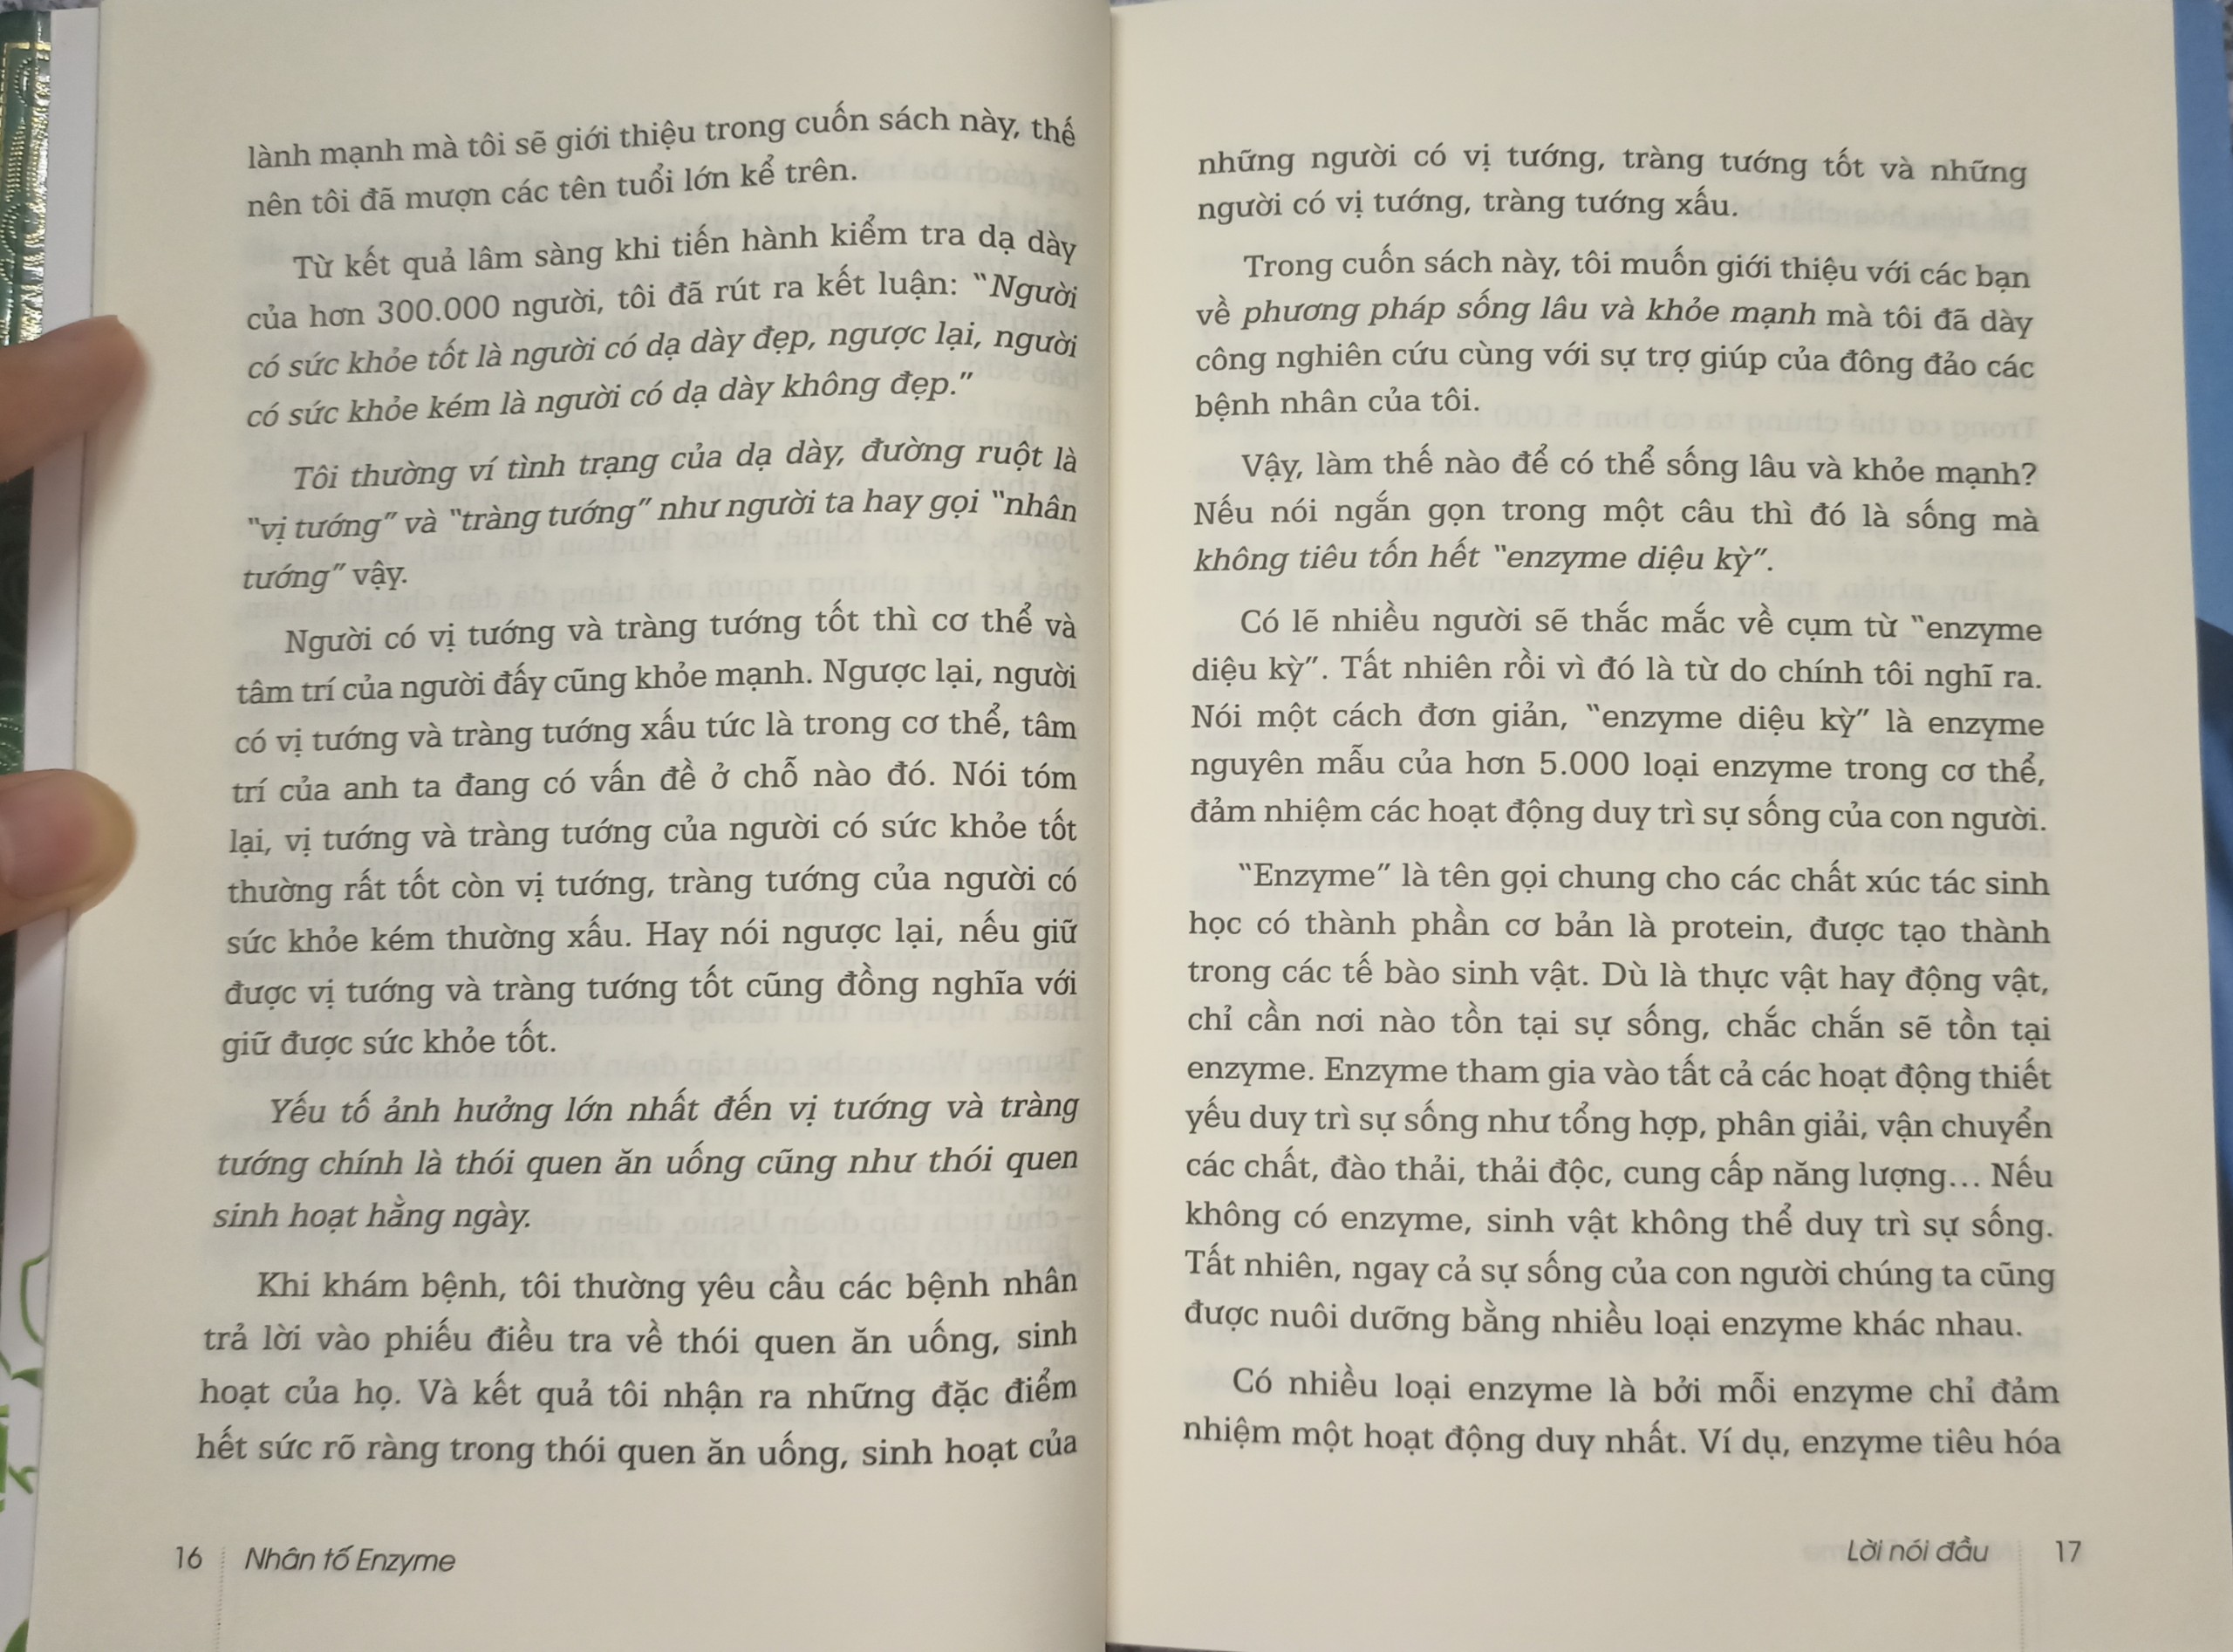 lành mạnh mà tôi sẽ giới thiệu trong cuốn sách này, thế
nên tôi đã mượn các tên tuổi lớn kể trên.
Từ kết quả lâm sàng khi tiến hành kiểm tra dạ dày
của hơn 300.000 người, tôi đã rút ra kết luận: “Người
có sức khỏe tốt là người có dạ dày đẹp, ngược lại, người
có sức khỏe kém là người có dạ dày không đẹp.”
Tôi thường ví tình trạng của dạ dày, đường ruột là
“vị tướng” và “tràng tướng” như người ta hay gọi “nhân
tướng” vậy.
Người có vị tướng và tràng tướng tốt thì cơ thể và
tâm trí của người đấy cũng khỏe mạnh. Ngược lại, người
có vị tướng và tràng tướng xấu tức là trong cơ thể, tâm
trí của anh ta đang có vấn đề ở chỗ nào đó. Nói tóm
lại, vị tướng và tràng tướng của người có sức khỏe tốt
thường rất tốt còn vị tướng, tràng tướng của người có
sức khỏe kém thường xấu. Hay nói ngược lại, nếu giữ
được vị tướng và tràng tướng tốt cũng đồng nghĩa với
giữ được sức khỏe tốt.
Yếu tố ảnh hưởng lớn nhất đến vị tướng và tràng
tướng chính là thói quen ăn uống cũng như thói quen
sinh hoạt hằng ngày.
Khi khám bệnh, tôi thường yêu cầu các bệnh nhân
trả lời vào phiếu điều tra về thói quen ăn uống, sinh
hoạt của họ. Và kết quả tôi nhận ra những đặc điểm
hết sức rõ ràng trong thói quen ăn uống, sinh hoạt của
16 Nhân tố Enzyme
những người có vị tướng, tràng tướng tốt và những
người có vị tướng, tràng tướng xấu.
Trong cuốn sách này, tôi muốn giới thiệu với các bạn
về phương pháp sống lâu và khỏe mạnh mà tôi đã dày
công nghiên cứu cùng với sự trợ giúp của đông đảo các
bệnh nhân của tôi.
Vậy, làm thế nào để có thể sống lâu và khỏe mạnh?
Nếu nói ngắn gọn trong một câu thì đó là sống mà
không tiêu tốn hết “enzyme diệu kỳ”.
Có lẽ nhiều người sẽ thắc mắc về cụm từ “enzyme
diệu kỳ”. Tất nhiên rồi vì đó là từ do chính tôi nghĩ ra.
Nói một cách đơn giản, “enzyme diệu kỳ” là enzyme
nguyên mẫu của hơn 5.000 loại enzyme trong cơ thể,
đảm nhiệm các hoạt động duy trì sự sống của con người.
“Enzyme” là tên gọi chung cho các chất xúc tác sinh
học có thành phần cơ bản là protein, được tạo thành
trong các tế bào sinh vật. Dù là thực vật hay động vật,
chỉ cần nơi nào tồn tại sự sống, chắc chắn sẽ tồn tại
enzyme. Enzyme tham gia vào tất cả các hoạt động thiết
yếu duy trì sự sống như tổng hợp, phân giải, vận chuyển
các chất, đào thải, thải độc, cung cấp năng lượng... Nếu
không có enzyme, sinh vật không thể duy trì sự sống.
Tất nhiên, ngay cả sự sống của con người chúng ta cũng
được nuôi dưỡng bằng nhiều loại enzyme khác nhau.
Có nhiều loại enzyme là bởi mỗi enzyme chỉ đảm
nhiệm một hoạt động duy nhất. Ví dụ, enzyme tiêu hóa
Lời nói đầu 17